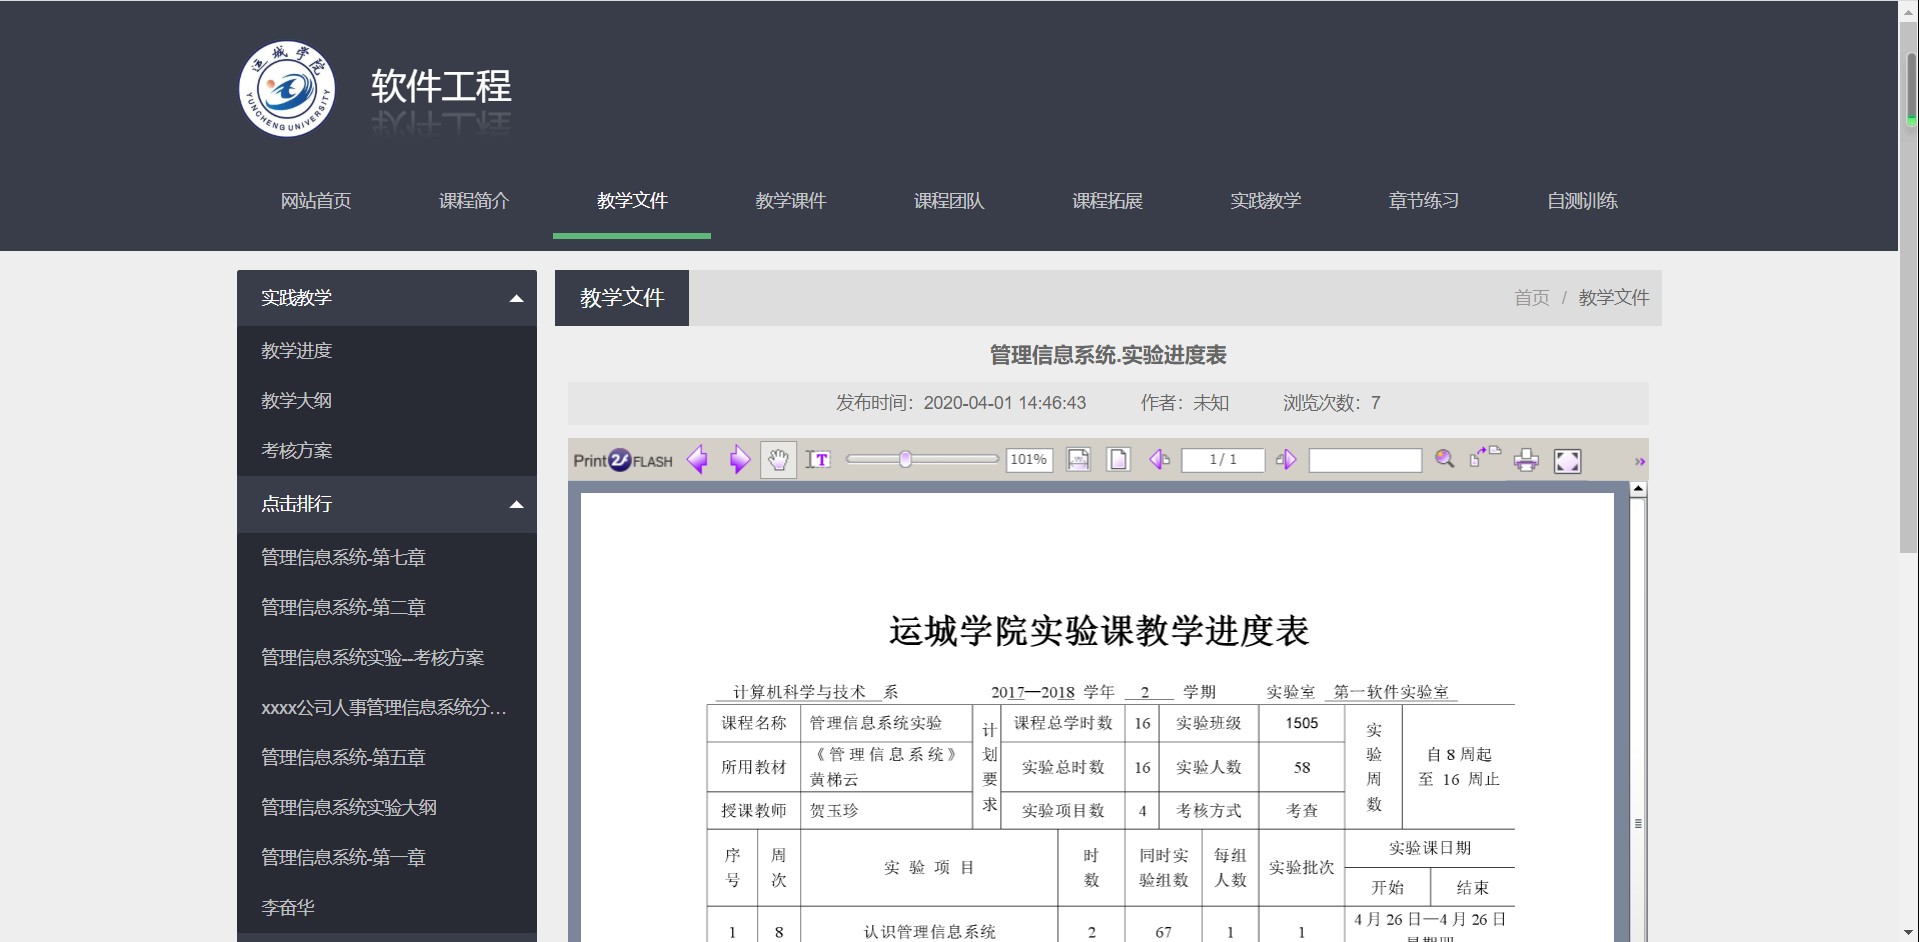 运城学院
YUNCHENG UNIVERSITY
软件工程
网站首页 课程简介 教学文件 教学课件 课程团队 课程拓展 实践教学 章节练习 自测训练
实践教学
教学进度
教学大纲
考核方案
点击排行
管理信息系统-第七章
管理信息系统-第二章
管理信息系统实验--考核方案
xxxx公司人事管理信息系统分...
管理信息系统-第五章
管理信息系统实验大纲
管理信息系统-第一章
李奋华
教学文件
首页 / 教学文件
管理信息系统.实验进度表
发布时间：2020-04-01 14:46:43 作者：未知 浏览次数：7
Print2FLASH T 101% 1/ 1 »
运城学院实验课教学进度表
计算机科学与技术 系 2017—2018 学年 2 学期 实验室 第一软件实验室
课程名称 管理信息系统实验 计划要求 课程总学时数 16 实验班级 1505 实验周数 自 8 周起 至 16 周止
所用教材 《管理信息系统》 黄梯云 实验总时数 16 实验人数 58
授课教师 贺玉珍 实验项目数 4 考核方式 考查
序号 周次 实 验 项 目 时数 同时实验组数 每组人数 实验批次 实验课日期
开始 结束
1 8 认识管理信息系统 2 67 1 1 4 月 26 日—4 月 26 日